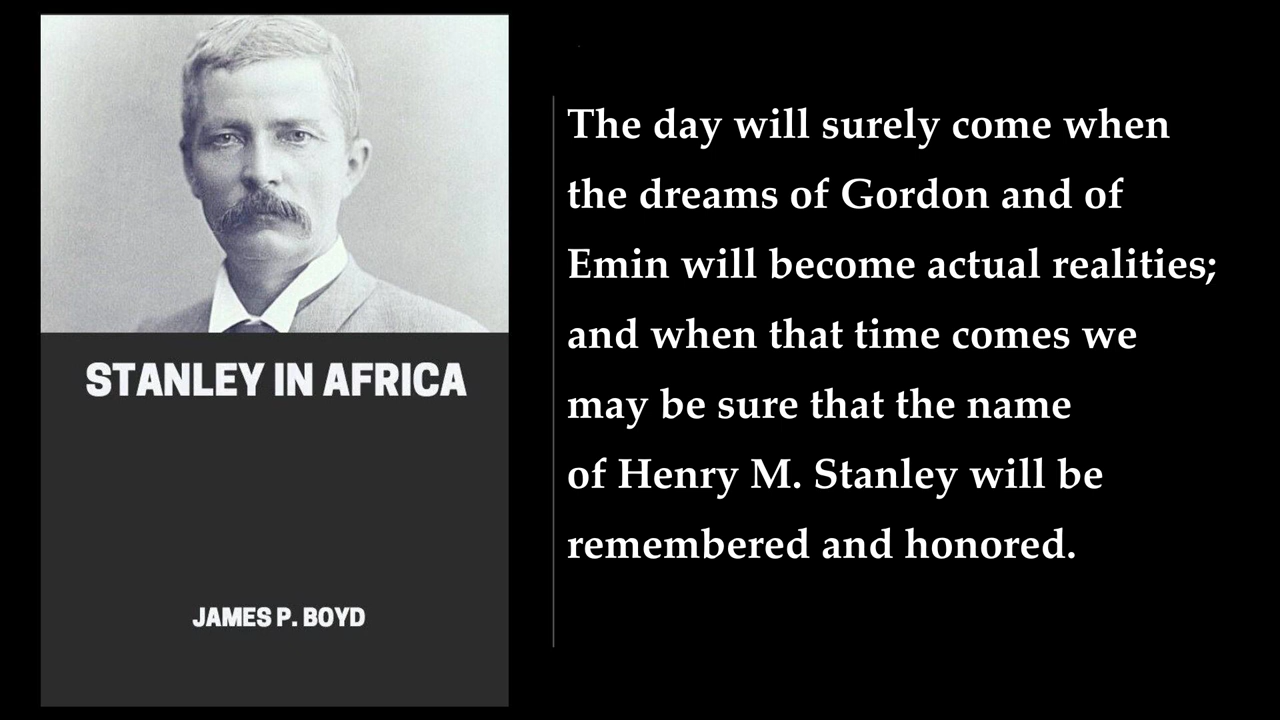 STANLEY IN AFRICA
JAMES P. BOYD
The day will surely come when
the dreams of Gordon and of
Emin will become actual realities;
and when that time comes we
may be sure that the name
of Henry M. Stanley will be
remembered and honored.